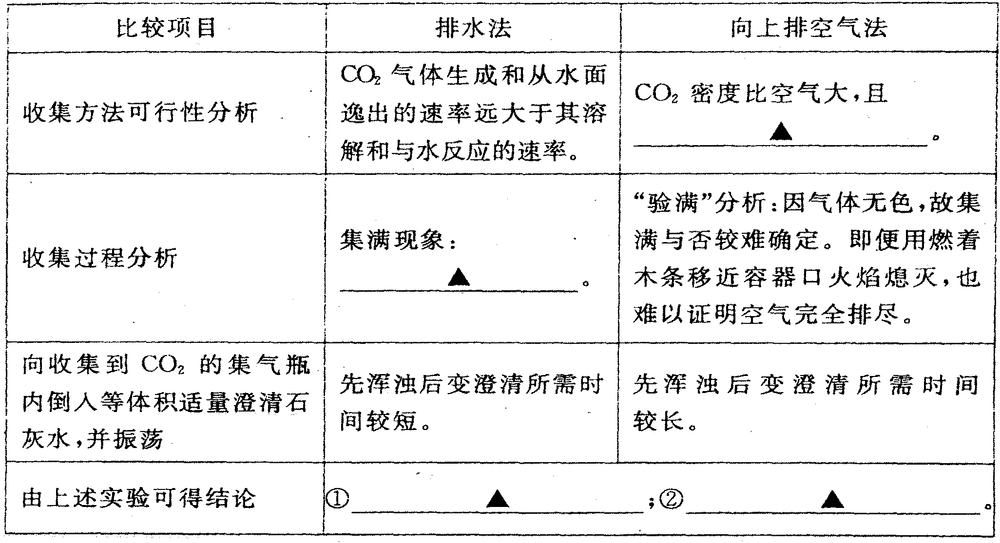 比较项目
排水法
向上排空气法
收集方法可行性分析
CO₂ 气体生成和从水面
逸出的速率远大于其溶
解和与水反应的速率。
CO₂ 密度比空气大,且
▲。
收集过程分析
集满现象:
▲。
“验满”分析:因气体无色,故集
满与否较难确定。即便用燃着
木条移近容器口火焰熄灭,也
难以证明空气完全排尽。
向收集到 CO₂ 的集气瓶
内倒入等体积适量澄清石
灰水,并振荡
先浑浊后变澄清所需时
间较短。
先浑浊后变澄清所需时间
较长。
由上述实验可得结论
①▲;②▲。